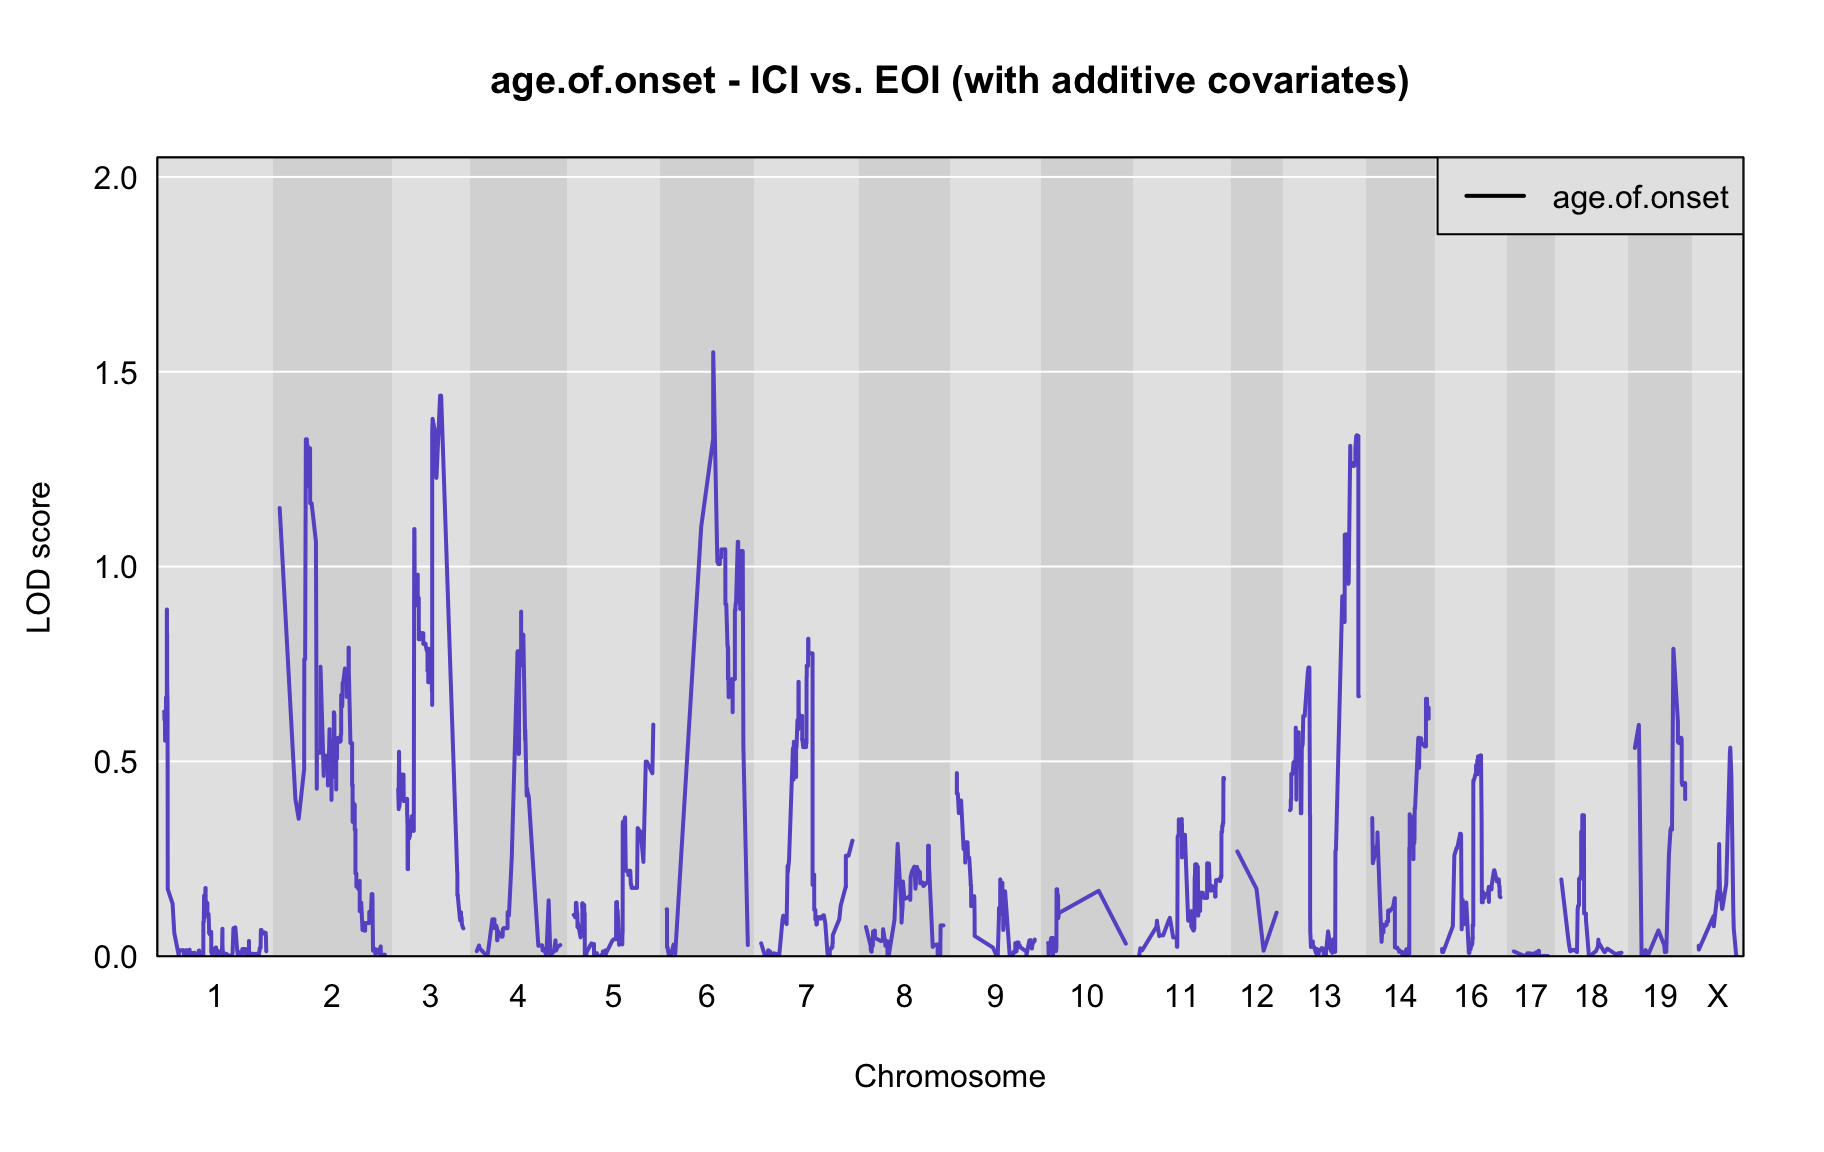 age.of.onset - ICI vs. EOI (with additive covariates)
age.of.onset
LOD score
2.0
1.5
1.0
0.5
0.0
1 2 3 4 5 6 7 8 9 10 11 12 13 14 16 17 18 19 X
Chromosome